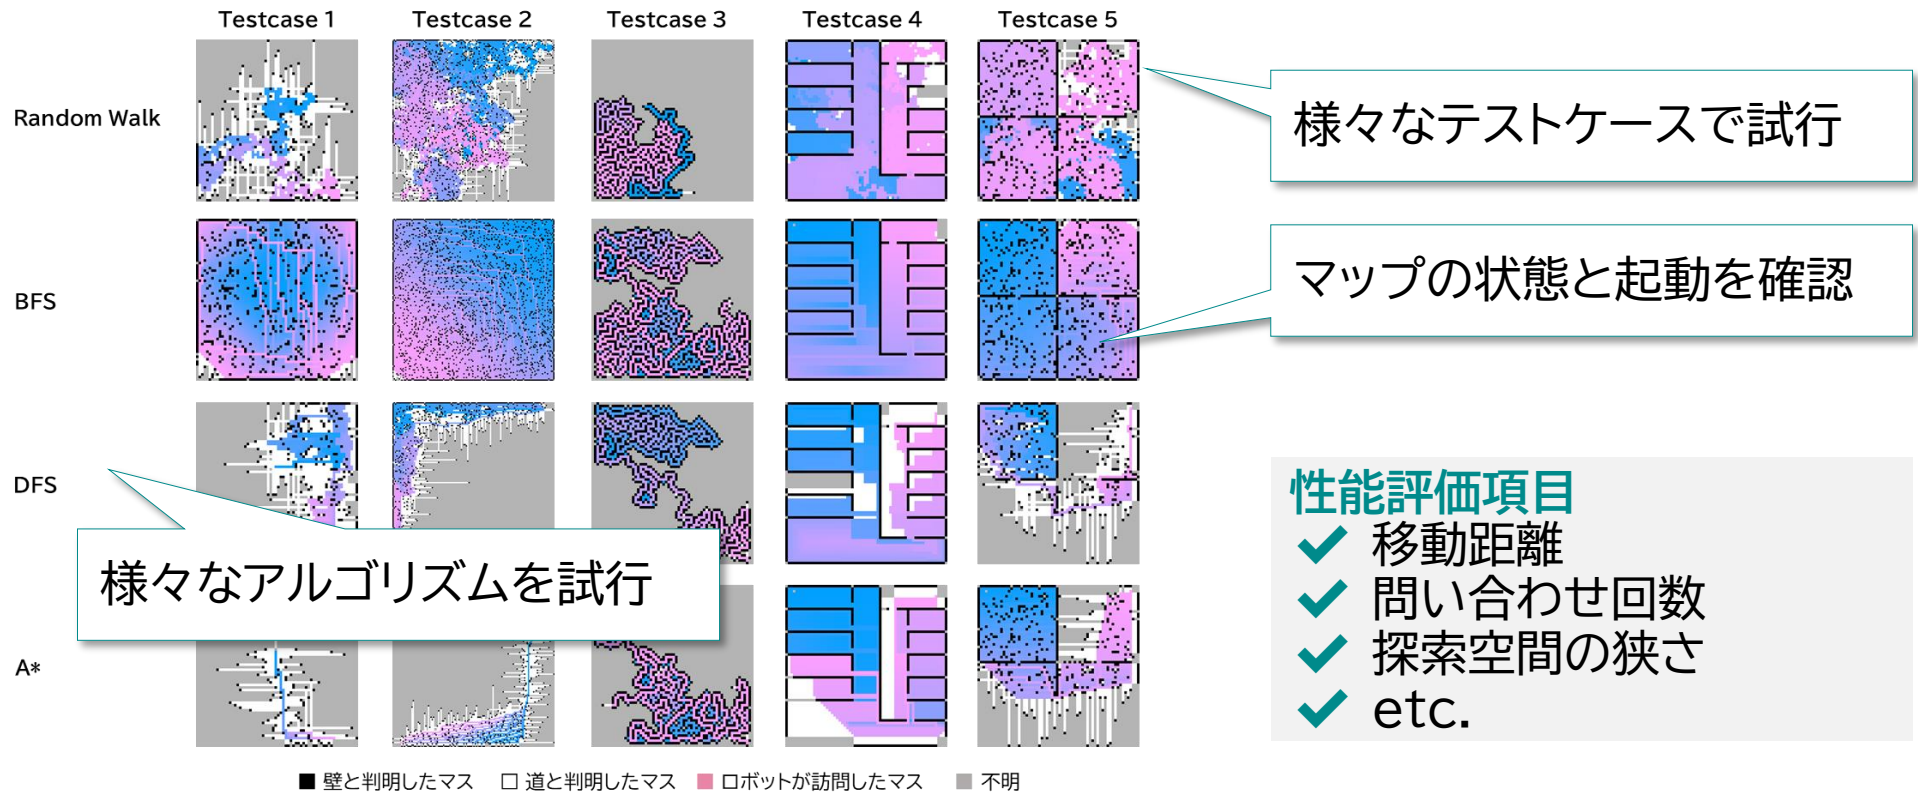 Testcase 1
Testcase 2
Testcase 3
Testcase 4
Testcase 5
Random Walk
BFS
DFS
A*
様々なテストケースで試行
マップの状態と起動を確認
様々なアルゴリズムを試行
性能評価項目
移動距離
問い合わせ回数
探索空間の狭さ
etc.
壁と判明したマス
道と判明したマス
ロボットが訪問したマス
不明